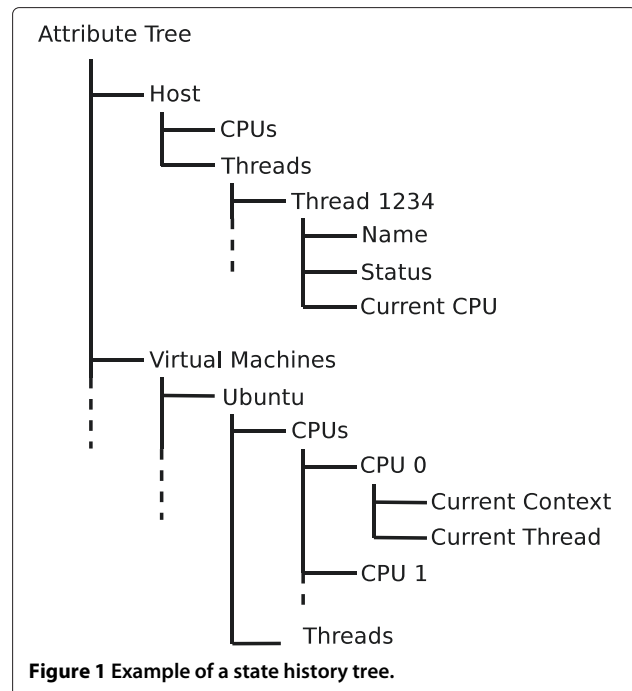 Attribute Tree
Host
CPUs
Threads
Thread 1234
Name
Status
Current CPU
Virtual Machines
Ubuntu
CPUs
CPU 0
Current Context
Current Thread
CPU 1
Threads
Figure 1 Example of a state history tree.